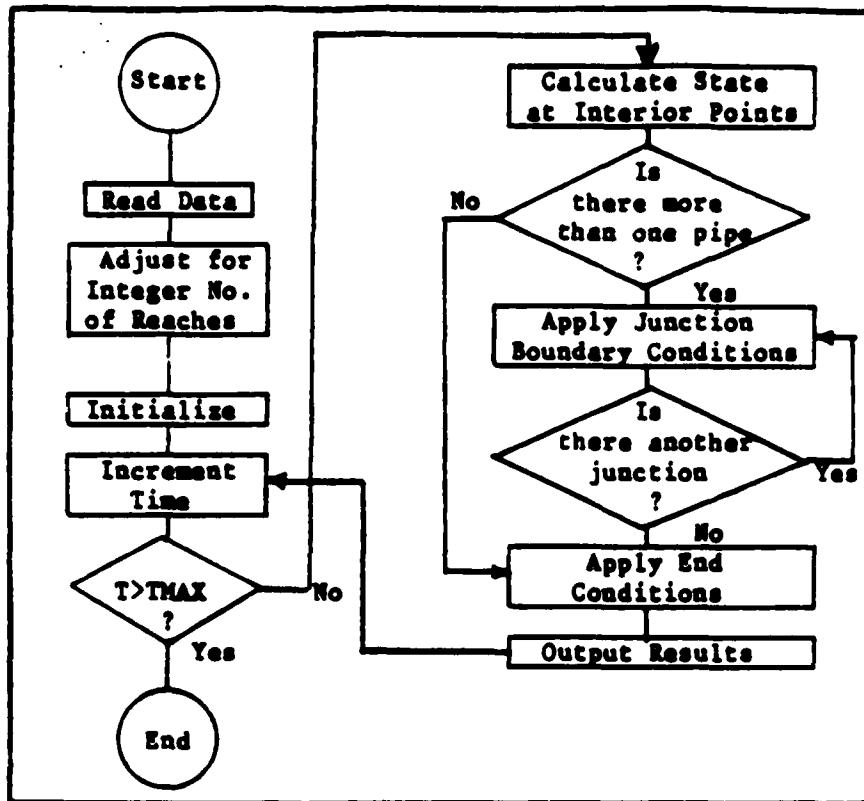 Start
Read Data
Adjust for
Integer No.
of Reaches
Initialize
Increment
Time
T>TMAX
?
No
Yes
End
Calculate State
at Interior Points
Is
there more
than one pipe
?
No
Yes
Apply Junction
Boundary Conditions
Is
there another
junction
?
Yes
No
Apply End
Conditions
Output Results